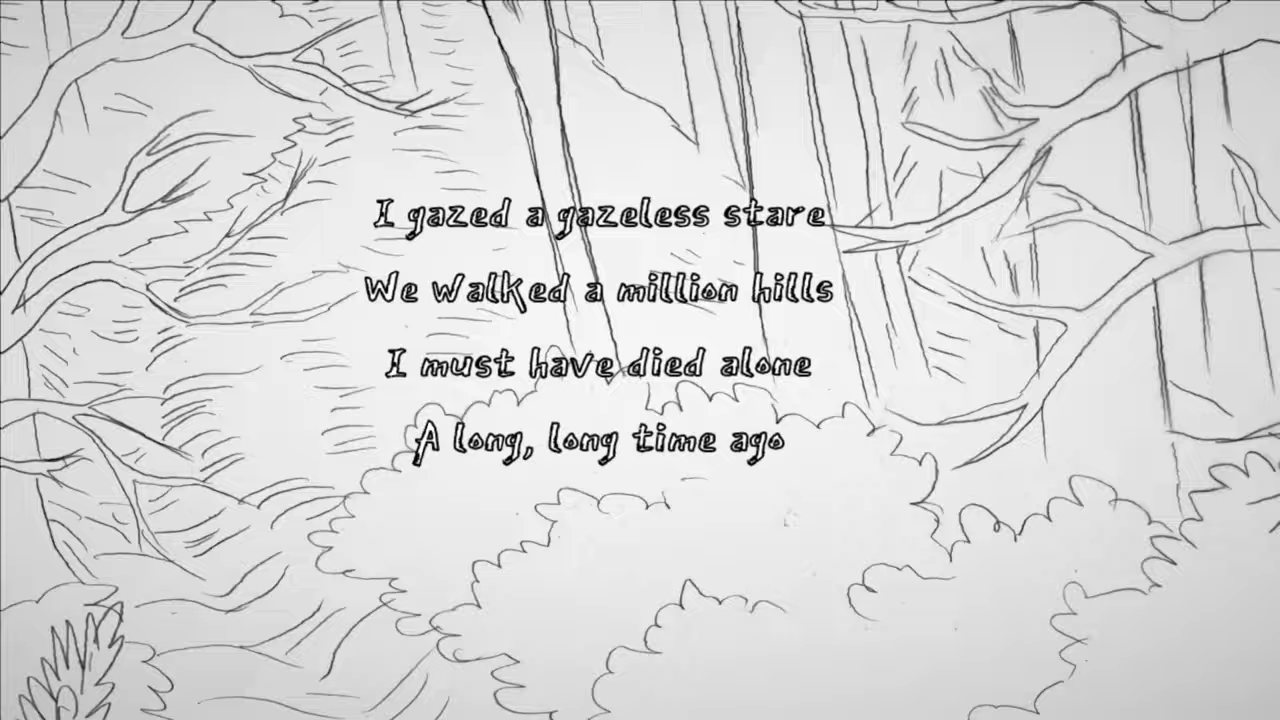 I gazed a gazeless stare
We walked a million hills
I must have died alone
A long, long time ago